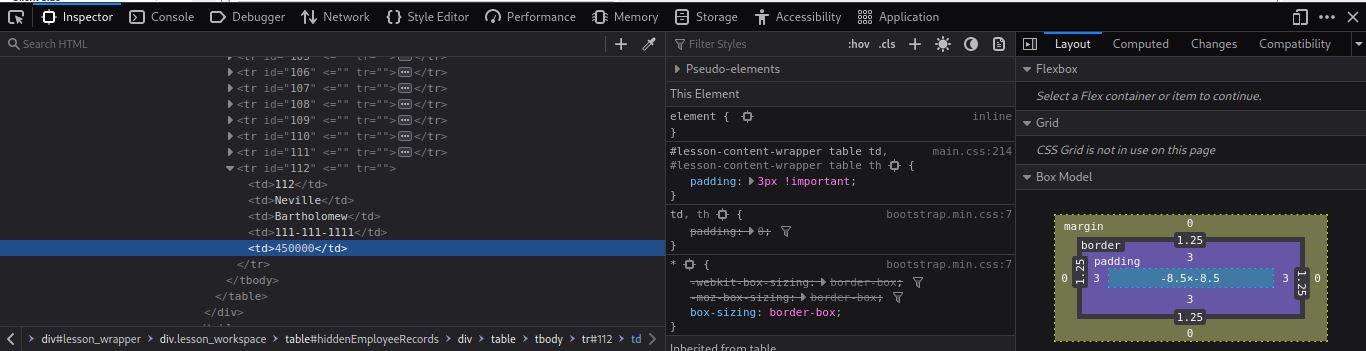 Inspector Console Debugger Network Style Editor Performance Memory Storage Accessibility Application
Search HTML
<tr id="106" <="" tr=""></tr>
<tr id="107" <="" tr=""></tr>
<tr id="108" <="" tr=""></tr>
<tr id="109" <="" tr=""></tr>
<tr id="110" <="" tr=""></tr>
<tr id="111" <="" tr=""></tr>
<tr id="112" <="" tr="">
<td>112</td>
<td>Neville</td>
<td>Bartholomew</td>
<td>111-111-1111</td>
<td>450000</td>
</tr>
</tbody>
</table>
</div>
div#lesson_wrapper > div.lesson_workspace > table#hiddenEmployeeRecords > div > table > tbody > tr#112 > td
Filter Styles :hov .cls +
Pseudo-elements
This Element
element { inline
}
#lesson-content-wrapper table td, main.css:214
#lesson-content-wrapper table th {
padding: 3px !important;
}
td, th { bootstrap.min.css:7
padding: 0;
}
* { bootstrap.min.css:7
-webkit-box-sizing: border-box;
-moz-box-sizing: border-box;
box-sizing: border-box;
}
Inherited from table
Layout Computed Changes Compatibility
Flexbox
Select a Flex container or item to continue.
Grid
CSS Grid is not in use on this page
Box Model
margin 0
border 1.25
padding 3
0 1.25 3 -8.5×-8.5 3 1.25 0
3
1.25
0